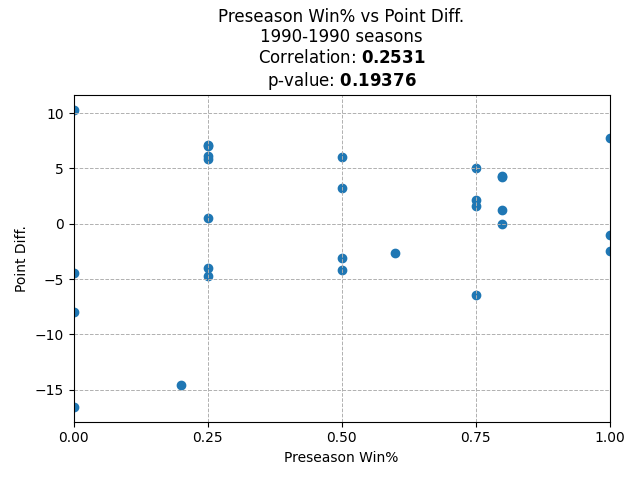 Preseason Win% vs Point Diff.
1990-1990 seasons
Correlation: 0.2531
p-value: 0.19376
10
5
0
−5
−10
−15
Point Diff.
0.00 0.25 0.50 0.75 1.00
Preseason Win%